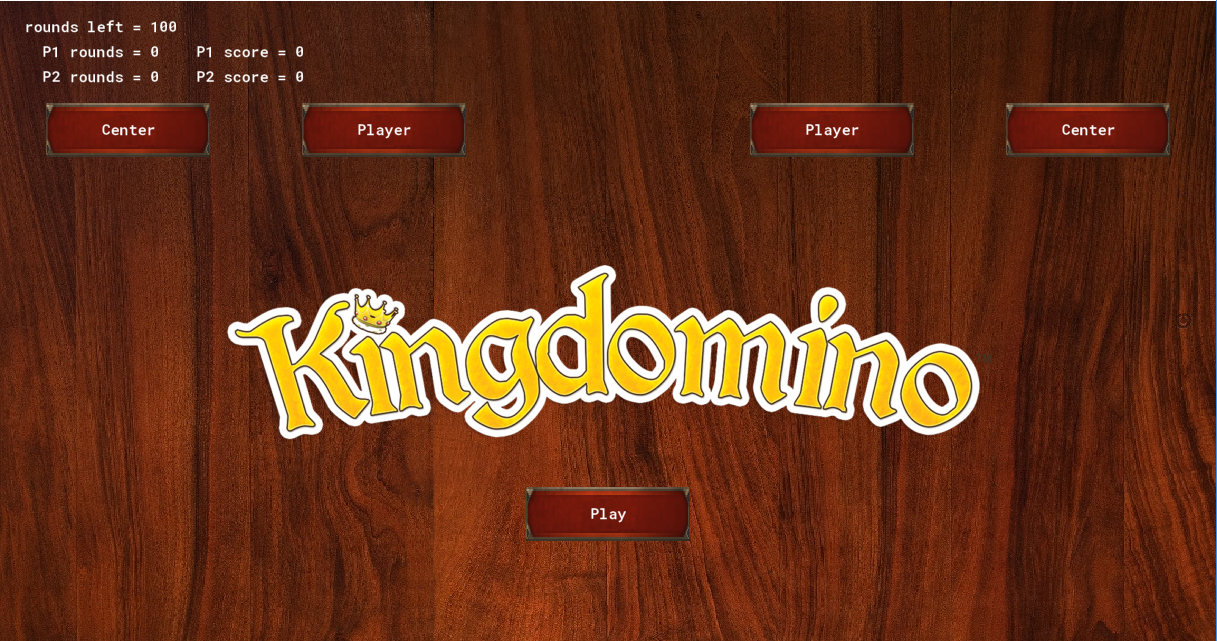 rounds left = 100
P1 rounds = 0 P1 score = 0
P2 rounds = 0 P2 score = 0
Center Player Player Center
Kingdomino
Play